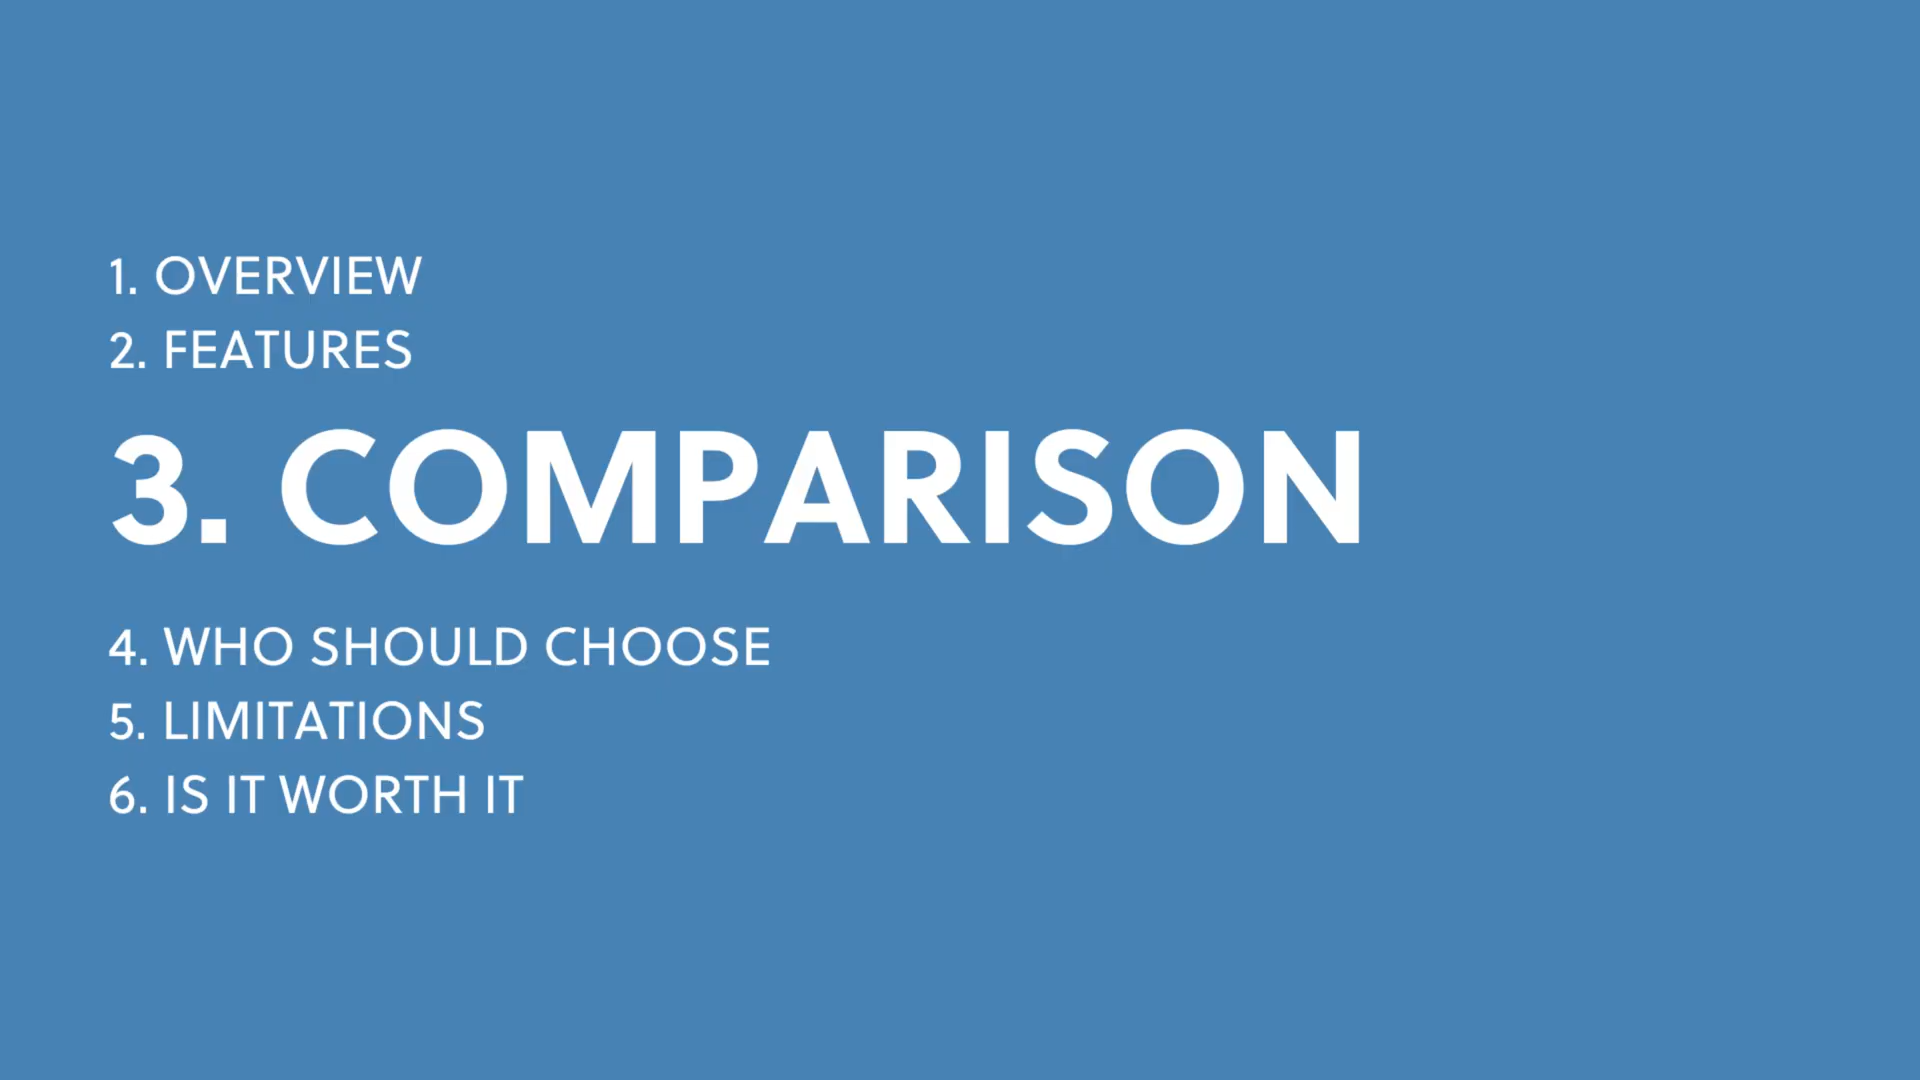 1. OVERVIEW
2. FEATURES
3. COMPARISON
4. WHO SHOULD CHOOSE
5. LIMITATIONS
6. IS IT WORTH IT